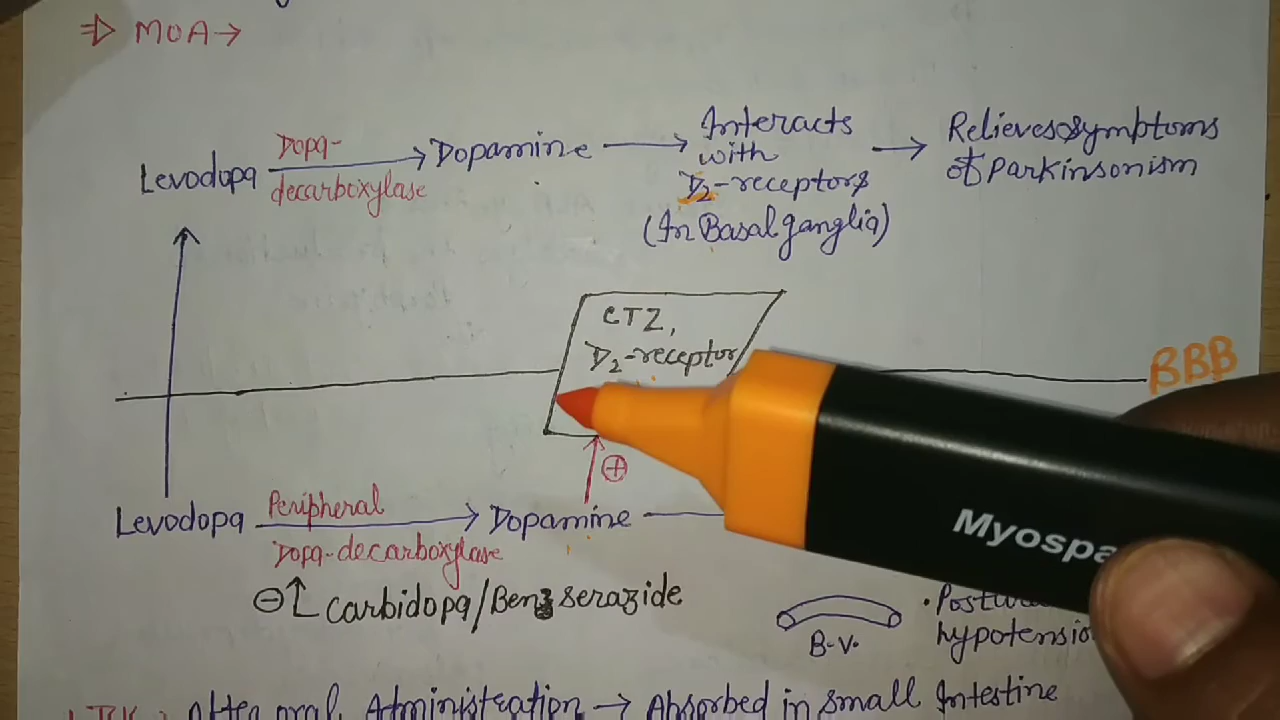 ⇒ MOA →
Levodopa Dopa-decarboxylase → Dopamine → Interacts with D2-receptors (In Basal ganglia) → Relieves symptoms of Parkinsonism
CTZ,
D2-receptor
BBB
Levodopa Peripheral Dopa-decarboxylase → Dopamine
⊕
⊖ Carbidopa/Benserazide
B.V.
hypotensio
After oral Administration → Absorbed in small Intestine
Myospa